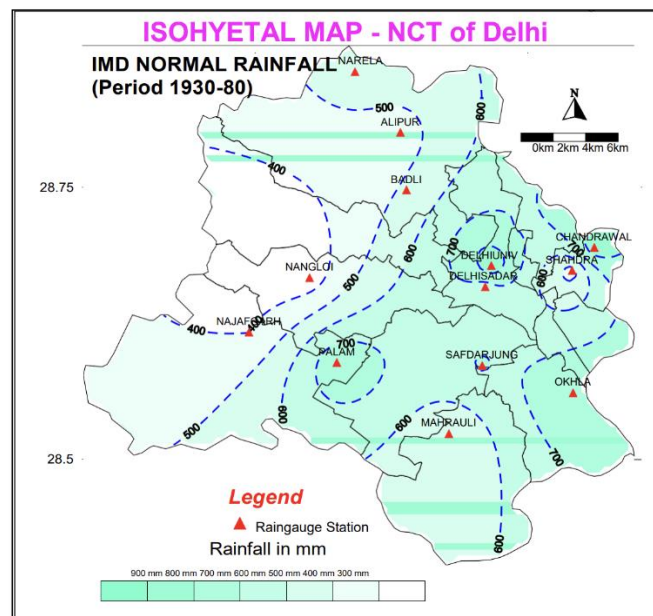 ISOHYETAL MAP - NCT of Delhi
IMD NORMAL RAINFALL
(Period 1930-80)
NARELA
500
600
N
ALIPUR
0km 2km 4km 6km
400
28.75
BADLI
700
600
CHANDRAWAL
700
DELHIUNIV
SHAHDRA
NANGLOI
500
600
DELHISADAR
400
400
NAJAFGARH
700
PALAM
SAFDARJUNG
OKHLA
600
600
MAHRAULI
500
700
28.5
Legend
Raingauge Station
600
Rainfall in mm
900 mm 800 mm 700 mm 600 mm 500 mm 400 mm 300 mm